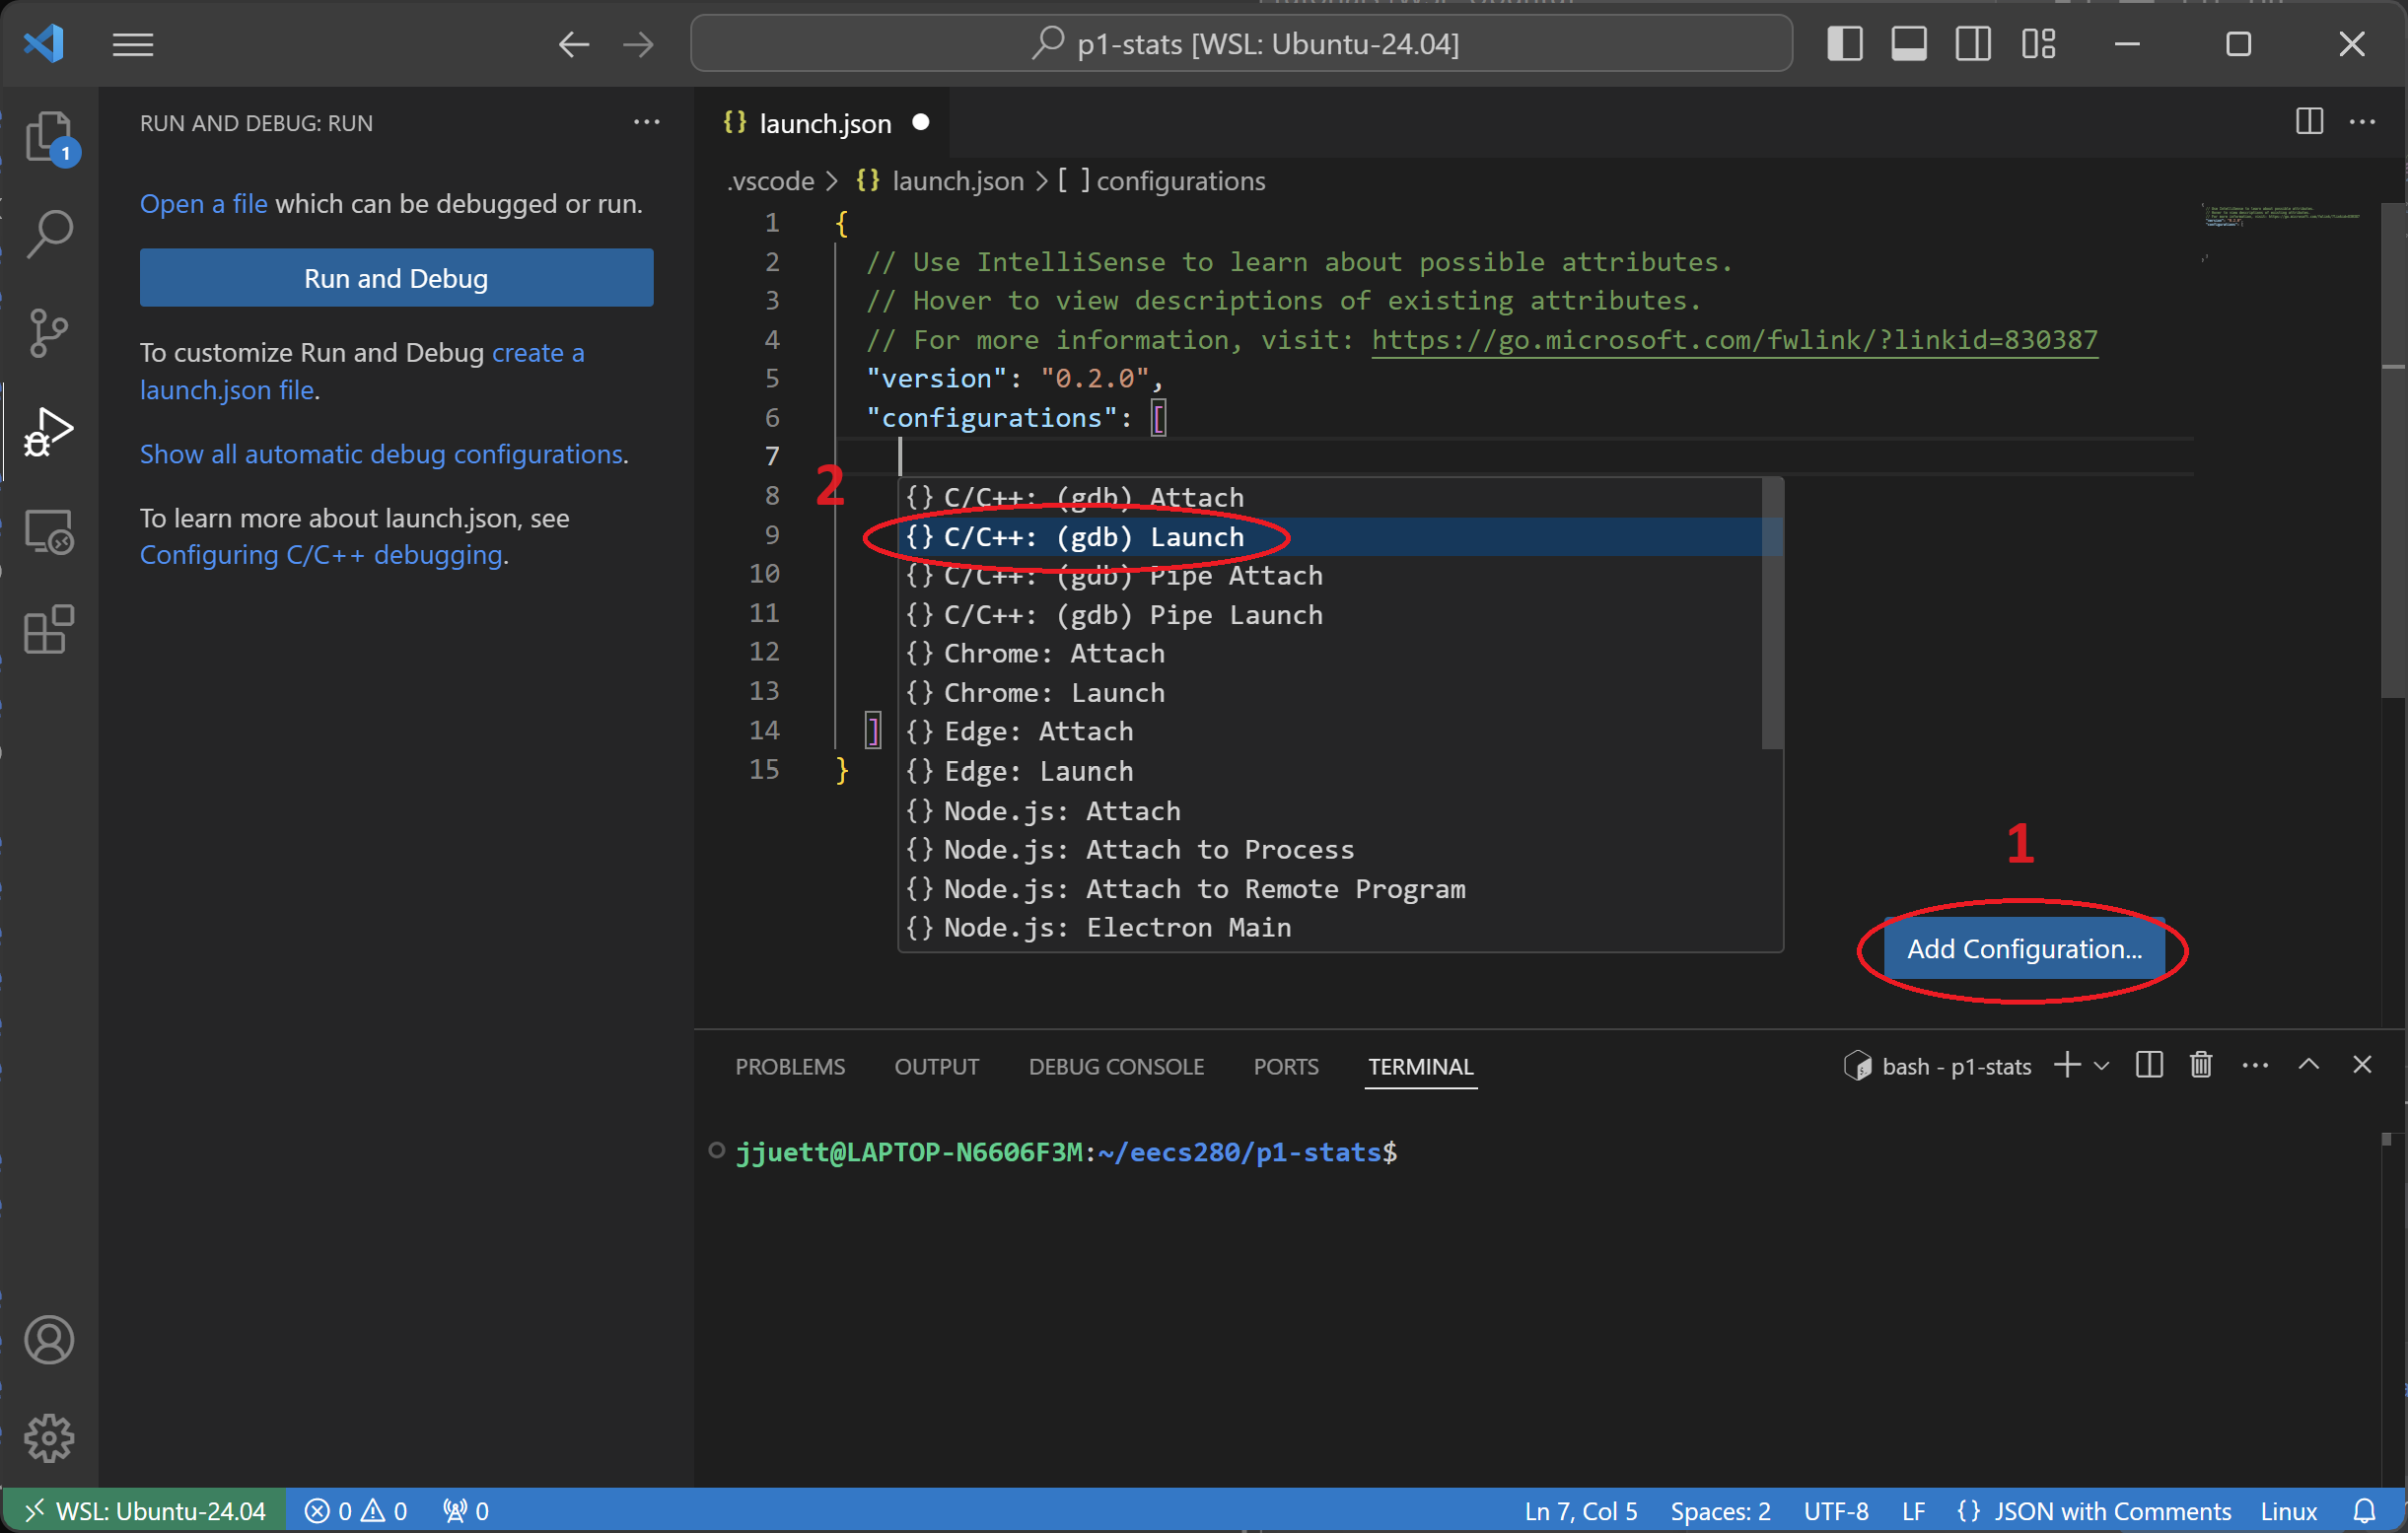 p1-stats [WSL: Ubuntu-24.04]
1
RUN AND DEBUG: RUN
Open a file which can be debugged or run.
Run and Debug
To customize Run and Debug create a
launch.json file.
Show all automatic debug configurations.
To learn more about launch.json, see
Configuring C/C++ debugging.
{} launch.json
.vscode > {} launch.json > [ ] configurations
1 {
2 // Use IntelliSense to learn about possible attributes.
3 // Hover to view descriptions of existing attributes.
4 // For more information, visit: https://go.microsoft.com/fwlink/?linkid=830387
5 "version": "0.2.0",
6 "configurations": [
7
2
8 {} C/C++: (gdb) Attach
9 {} C/C++: (gdb) Launch
10 {} C/C++: (gdb) Pipe Attach
11 {} C/C++: (gdb) Pipe Launch
12 {} Chrome: Attach
13 {} Chrome: Launch
14 ] {} Edge: Attach
15 } {} Edge: Launch
{} Node.js: Attach
{} Node.js: Attach to Process
{} Node.js: Attach to Remote Program
{} Node.js: Electron Main
1
Add Configuration...
PROBLEMS OUTPUT DEBUG CONSOLE PORTS TERMINAL bash - p1-stats
jjuett@LAPTOP-N6606F3M:~/eecs280/p1-stats$
WSL: Ubuntu-24.04 0 0 0 Ln 7, Col 5 Spaces: 2 UTF-8 LF {} JSON with Comments Linux